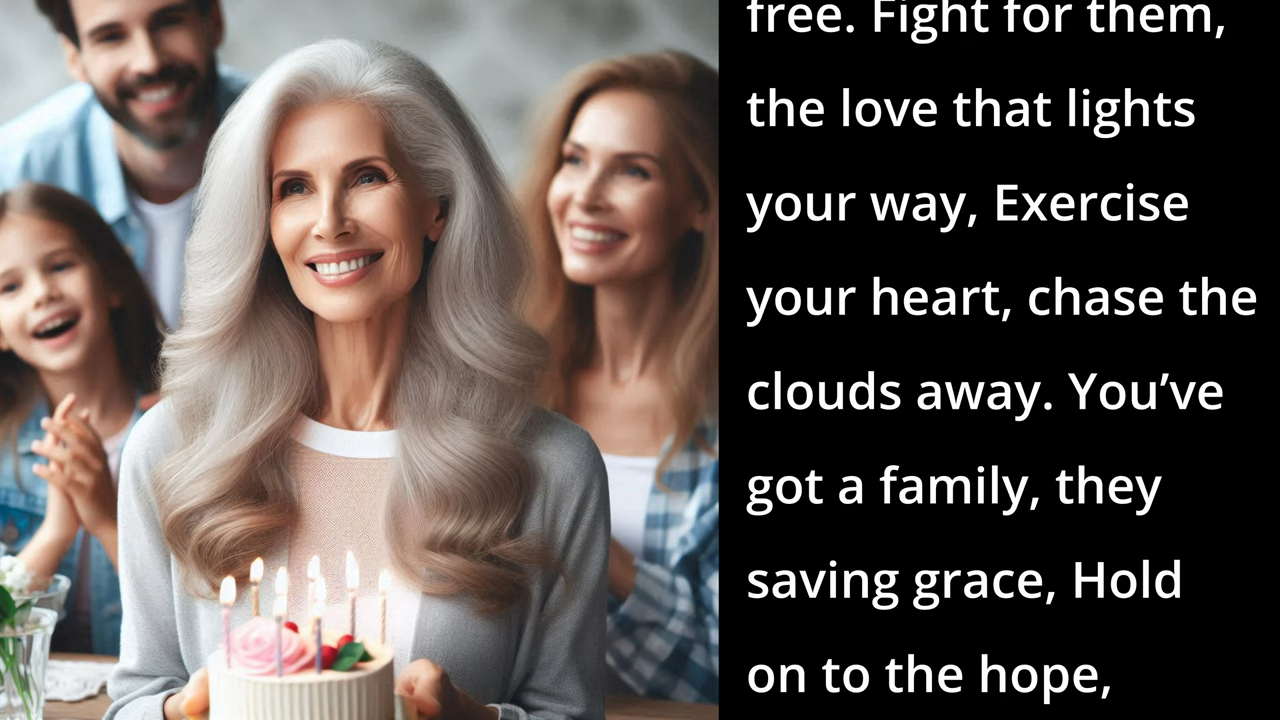 free. Fight for them,
the love that lights
your way, Exercise
your heart, chase the
clouds away. You’ve
got a family, they
saving grace, Hold
on to the hope,